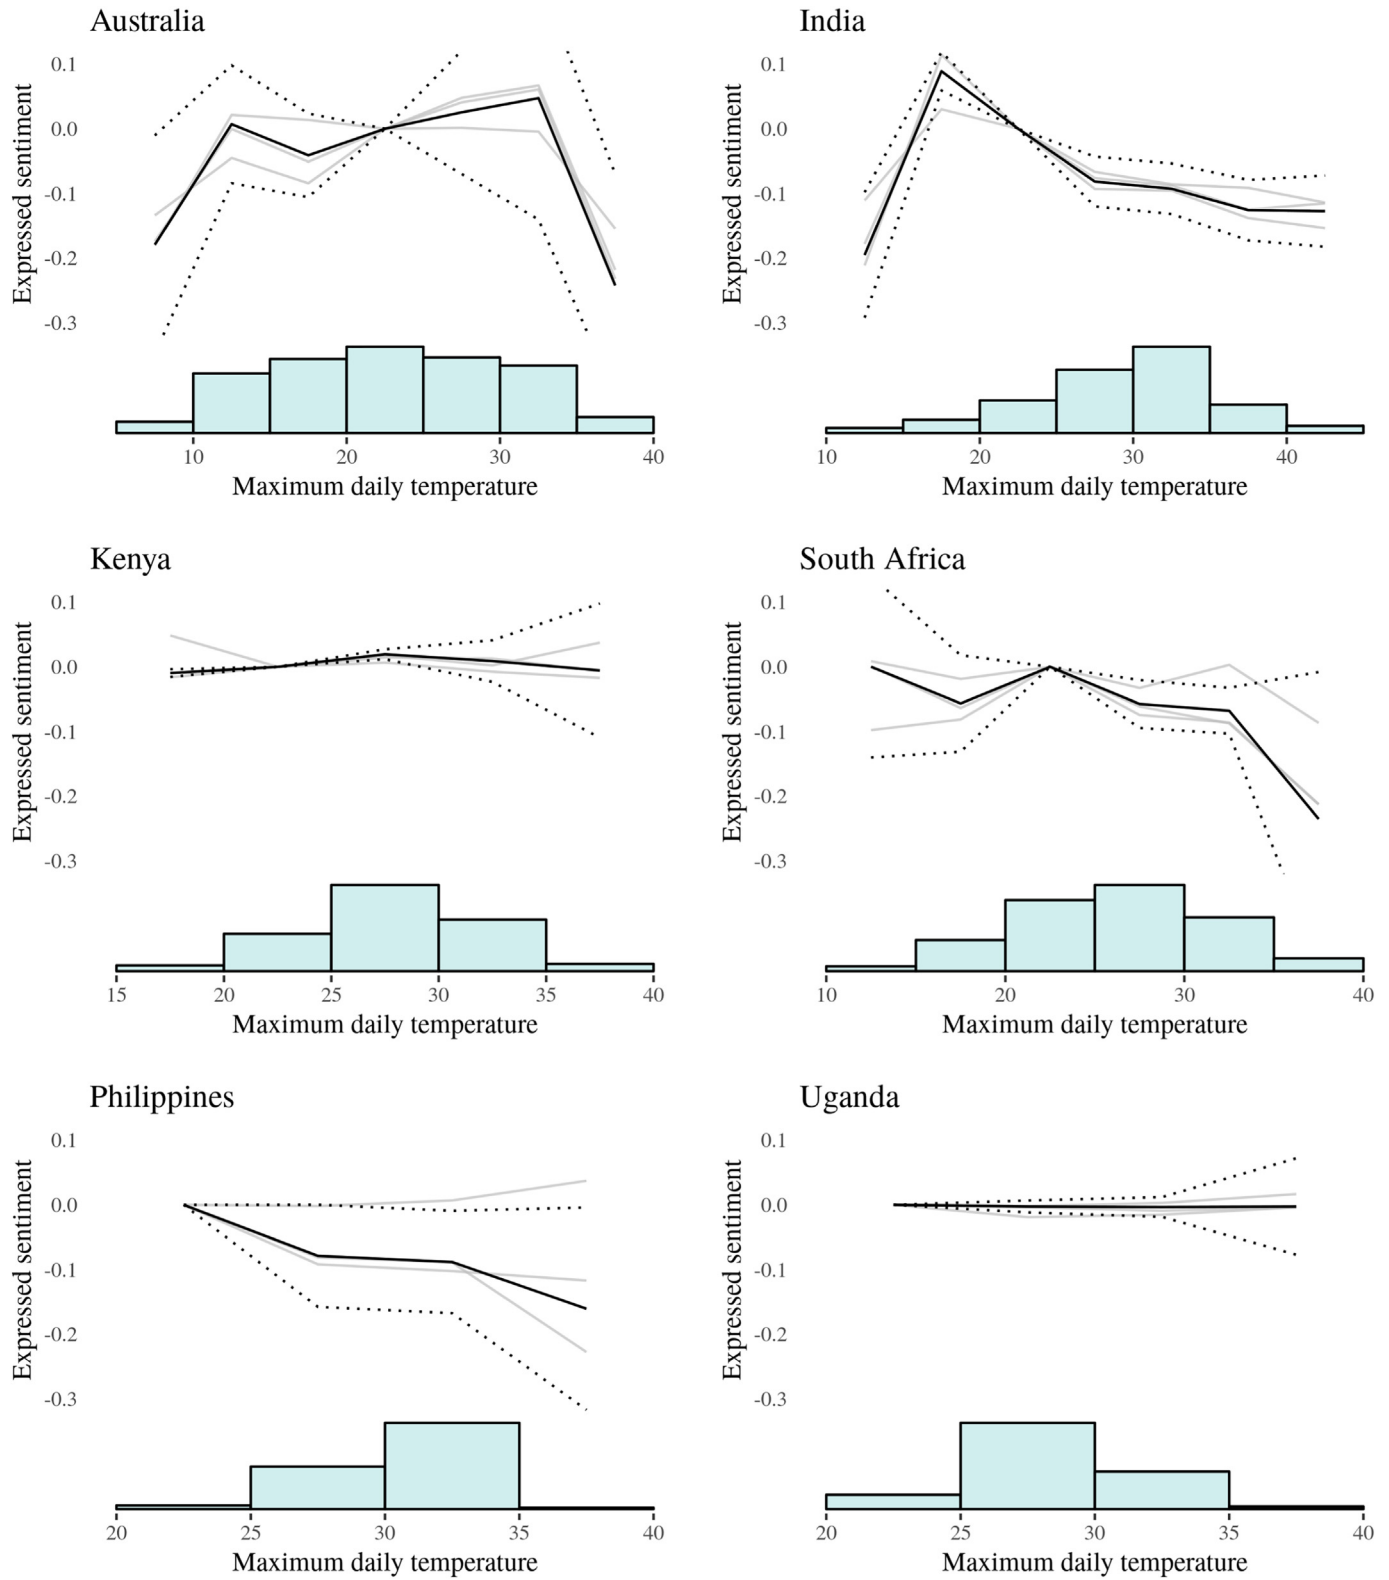 Australia
0.1
0.0
-0.1
-0.2
-0.3
Expressed sentiment
10 20 30 40
Maximum daily temperature
India
0.1
0.0
-0.1
-0.2
-0.3
Expressed sentiment
10 20 30 40
Maximum daily temperature
Kenya
0.1
0.0
-0.1
-0.2
-0.3
Expressed sentiment
15 20 25 30 35 40
Maximum daily temperature
South Africa
0.1
0.0
-0.1
-0.2
-0.3
Expressed sentiment
10 20 30 40
Maximum daily temperature
Philippines
0.1
0.0
-0.1
-0.2
-0.3
Expressed sentiment
20 25 30 35 40
Maximum daily temperature
Uganda
0.1
0.0
-0.1
-0.2
-0.3
Expressed sentiment
20 25 30 35 40
Maximum daily temperature